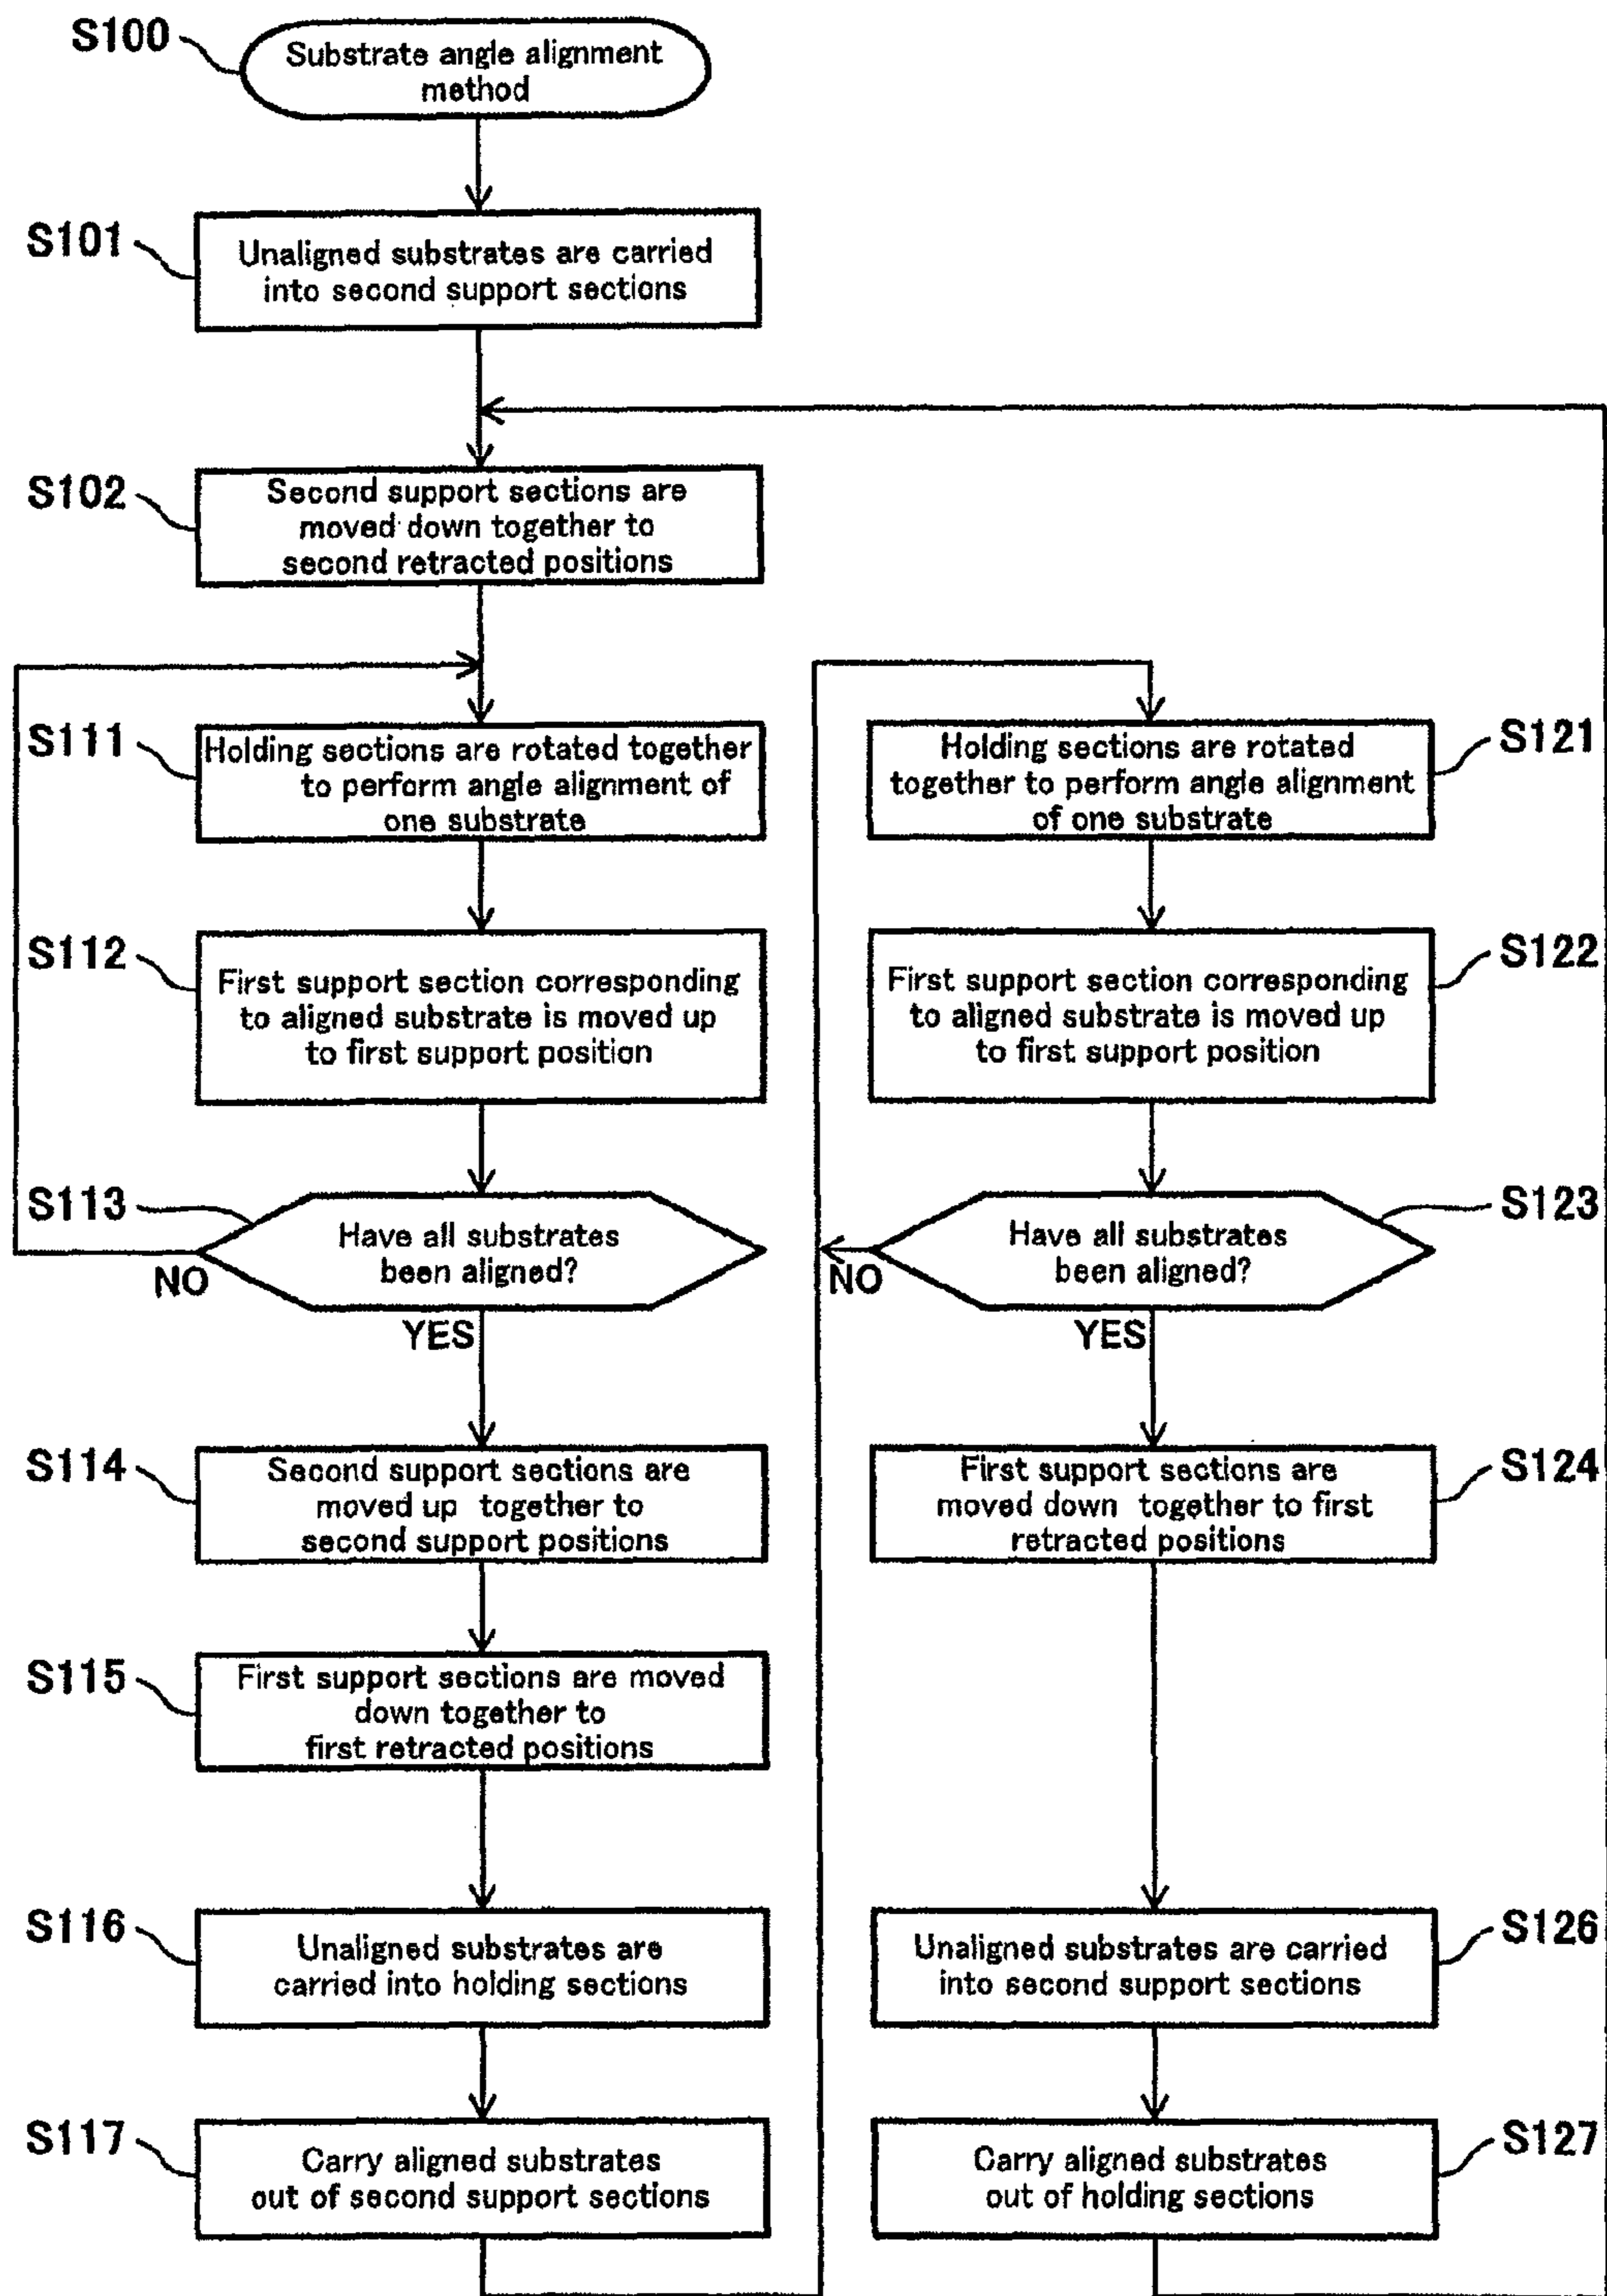 S100
Substrate angle alignment
method
S101
Unaligned substrates are carried
into second support sections
S102
Second support sections are
moved down together to
second retracted positions
S111
Holding sections are rotated together
to perform angle alignment of
one substrate
S112
First support section corresponding
to aligned substrate is moved up
to first support position
S113
Have all substrates
been aligned?
NO
YES
S114
Second support sections are
moved up together to
second support positions
S115
First support sections are moved
down together to
first retracted positions
S116
Unaligned substrates are
carried into holding sections
S117
Carry aligned substrates
out of second support sections
S121
Holding sections are rotated
together to perform angle alignment
of one substrate
S122
First support section corresponding
to aligned substrate is moved up
to first support position
S123
Have all substrates
been aligned?
NO
YES
S124
First support sections are
moved down together to first
retracted positions
S126
Unaligned substrates are carried
into second support sections
S127
Carry aligned substrates
out of holding sections